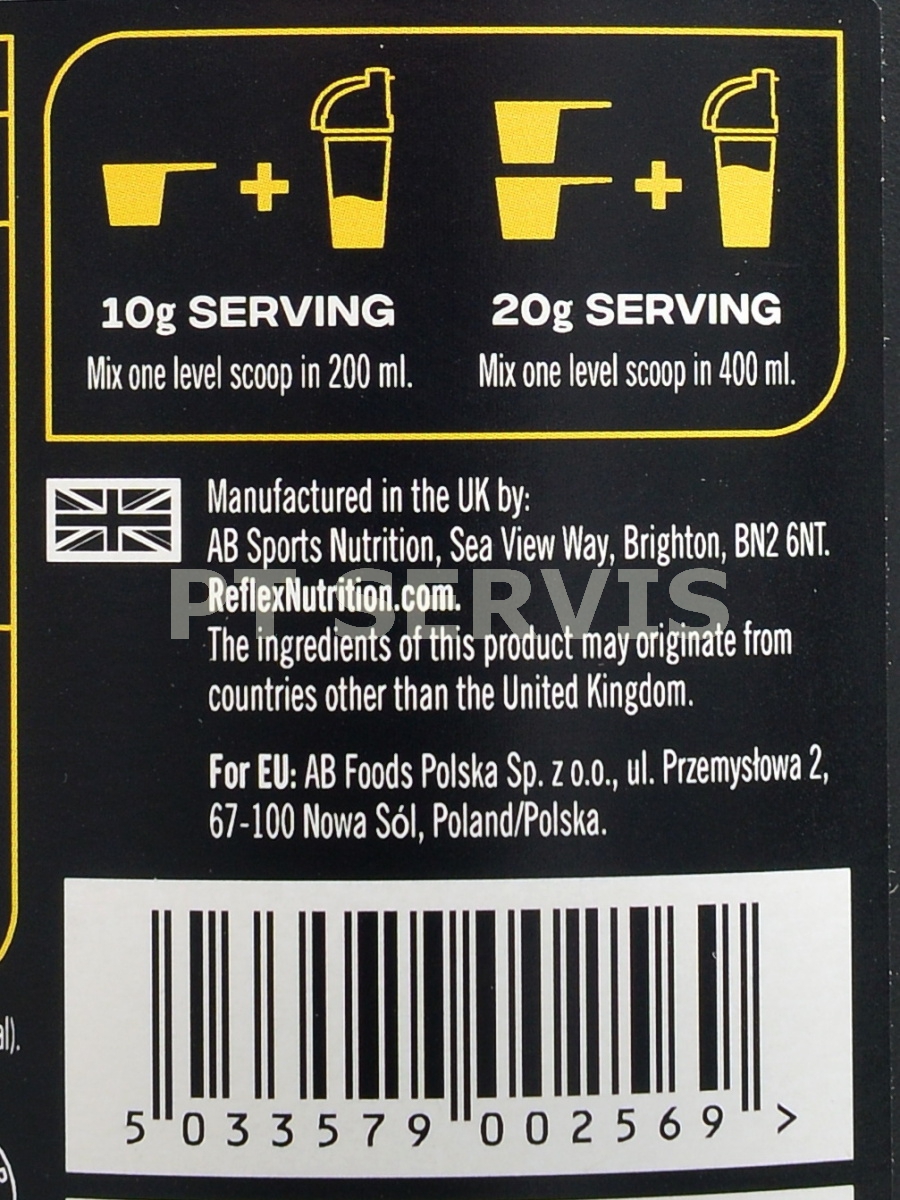 10g SERVING
Mix one level scoop in 200 ml.
20g SERVING
Mix one level scoop in 400 ml.
Manufactured in the UK by:
AB Sports Nutrition, Sea View Way, Brighton, BN2 6NT.
ReflexNutrition.com.
PT SERVIS
The ingredients of this product may originate from
countries other than the United Kingdom.
For EU: AB Foods Polska Sp. z o.o., ul. Przemysłowa 2,
67-100 Nowa Sól, Poland/Polska.
5 033579 002569 >